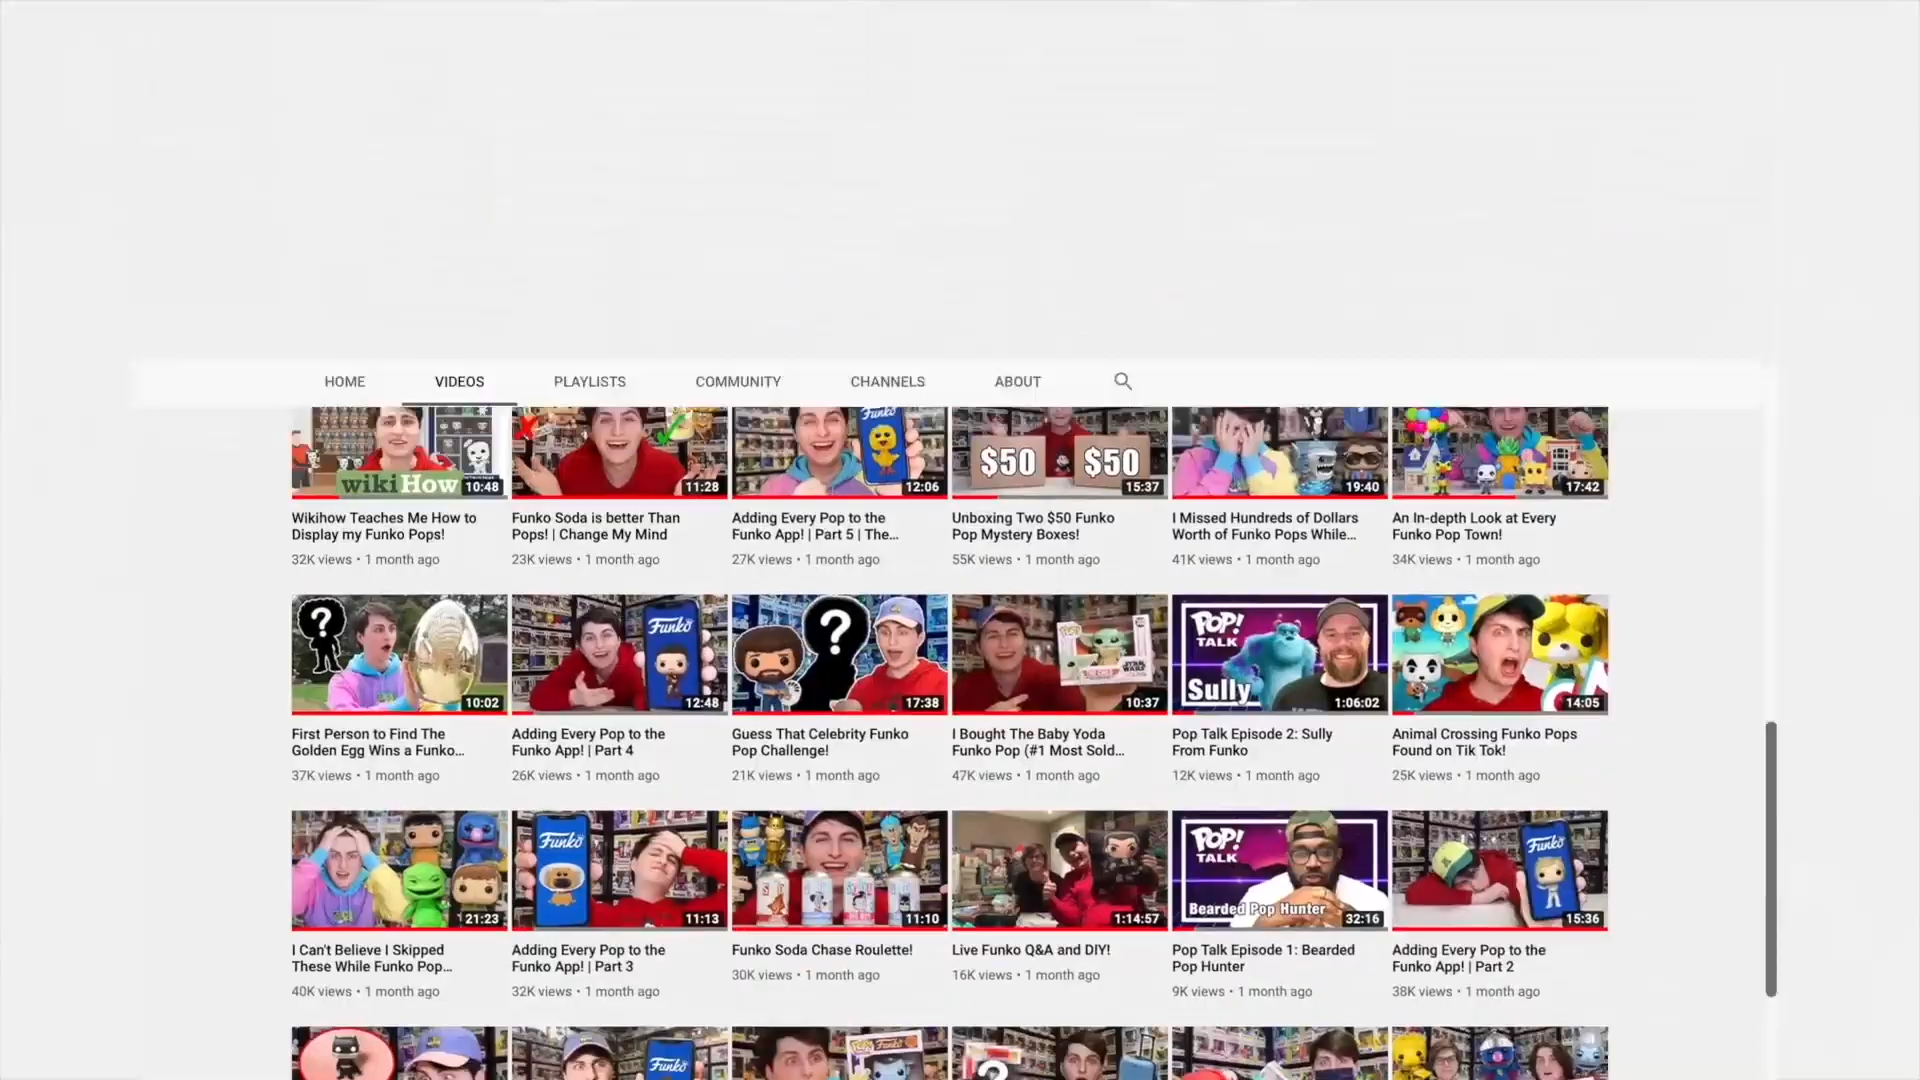 HOME VIDEOS PLAYLISTS COMMUNITY CHANNELS ABOUT
wikiHow 10:48
11:28
Funko 12:06
$50 $50 15:37
19:40
17:42
Wikihow Teaches Me How to
Display my Funko Pops!
32K views • 1 month ago
Funko Soda is better Than
Pops! | Change My Mind
23K views • 1 month ago
Adding Every Pop to the
Funko App! | Part 5 | The...
27K views • 1 month ago
Unboxing Two $50 Funko
Pop Mystery Boxes!
55K views • 1 month ago
I Missed Hundreds of Dollars
Worth of Funko Pops While...
41K views • 1 month ago
An In-depth Look at Every
Funko Pop Town!
34K views • 1 month ago
? 10:02
Funko
12:48
? 17:38
STAR
WARS
10:37
POP!
TALK
Sully 1:06:02
14:05
First Person to Find The
Golden Egg Wins a Funko...
37K views • 1 month ago
Adding Every Pop to the
Funko App! | Part 4
26K views • 1 month ago
Guess That Celebrity Funko
Pop Challenge!
21K views • 1 month ago
I Bought The Baby Yoda
Funko Pop (#1 Most Sold...
47K views • 1 month ago
Pop Talk Episode 2: Sully
From Funko
12K views • 1 month ago
Animal Crossing Funko Pops
Found on Tik Tok!
25K views • 1 month ago
21:23
Funko
11:13
11:10
1:14:57
POP!
TALK
Bearded Pop Hunter 32:16
Funko
15:36
I Can't Believe I Skipped
These While Funko Pop...
40K views • 1 month ago
Adding Every Pop to the
Funko App! | Part 3
32K views • 1 month ago
Funko Soda Chase Roulette!
30K views • 1 month ago
Live Funko Q&A and DIY!
16K views • 1 month ago
Pop Talk Episode 1: Bearded
Pop Hunter
9K views • 1 month ago
Adding Every Pop to the
Funko App! | Part 2
38K views • 1 month ago
Funko
?